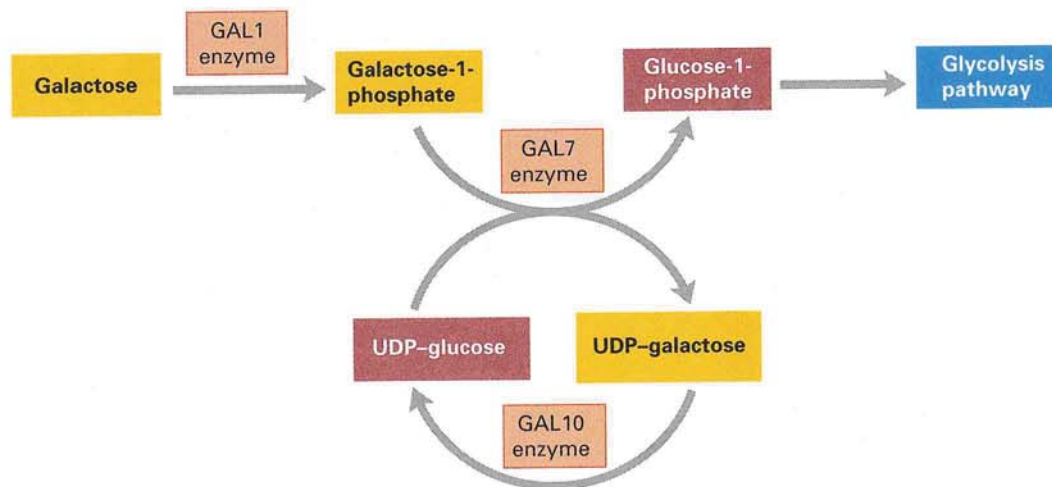 GAL1
enzyme
Galactose
Galactose-1-
phosphate
Glucose-1-
phosphate
Glycolysis
pathway
GAL7
enzyme
UDP–glucose
UDP–galactose
GAL10
enzyme